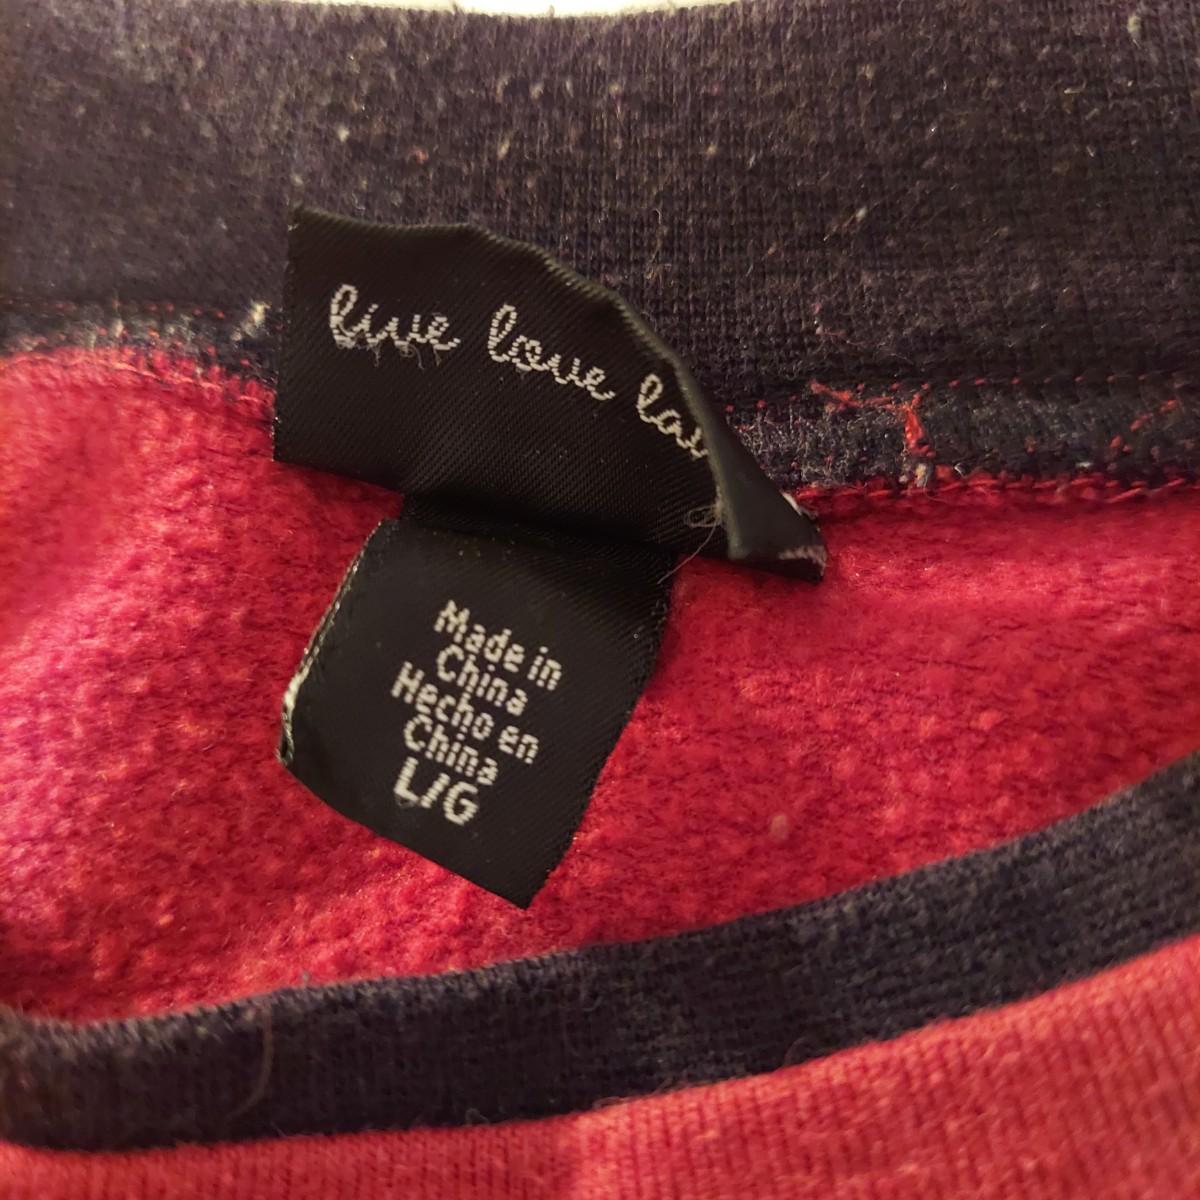 live love
Made in
China
Hecho en
China
L/G